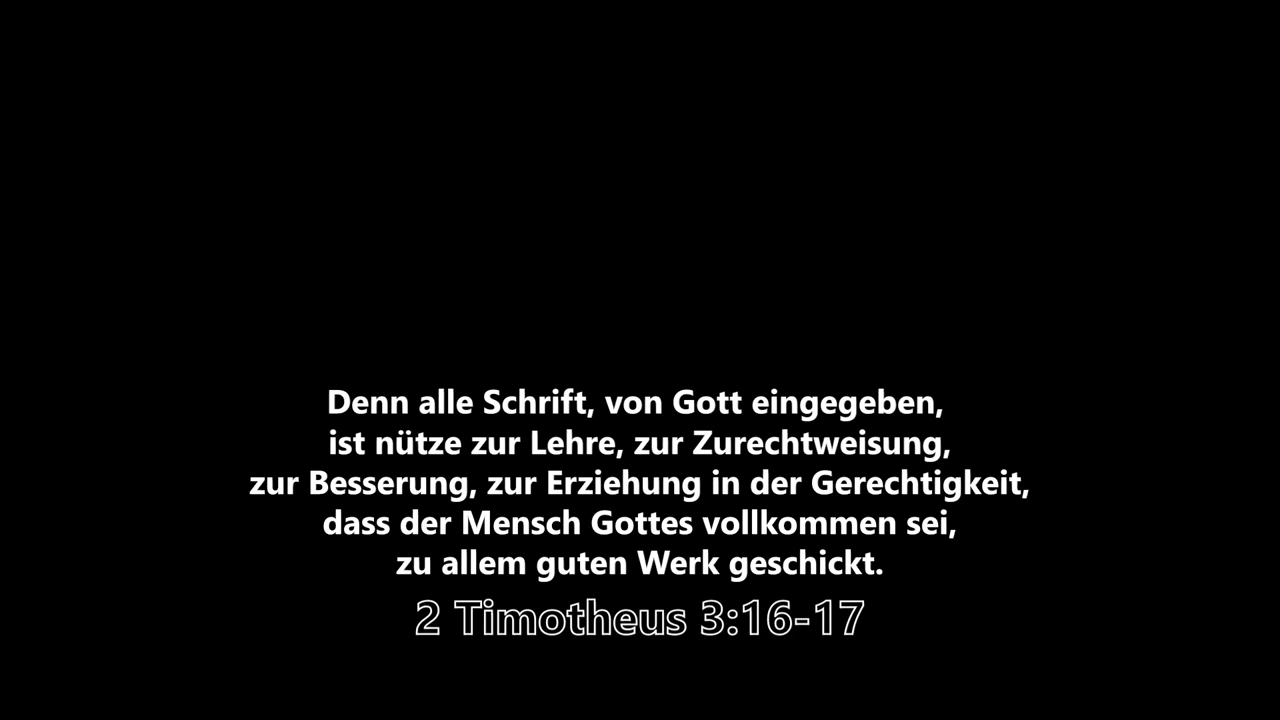 Denn alle Schrift, von Gott eingegeben,
ist nütze zur Lehre, zur Zurechtweisung,
zur Besserung, zur Erziehung in der Gerechtigkeit,
dass der Mensch Gottes vollkommen sei,
zu allem guten Werk geschickt.
2 Timotheus 3:16-17